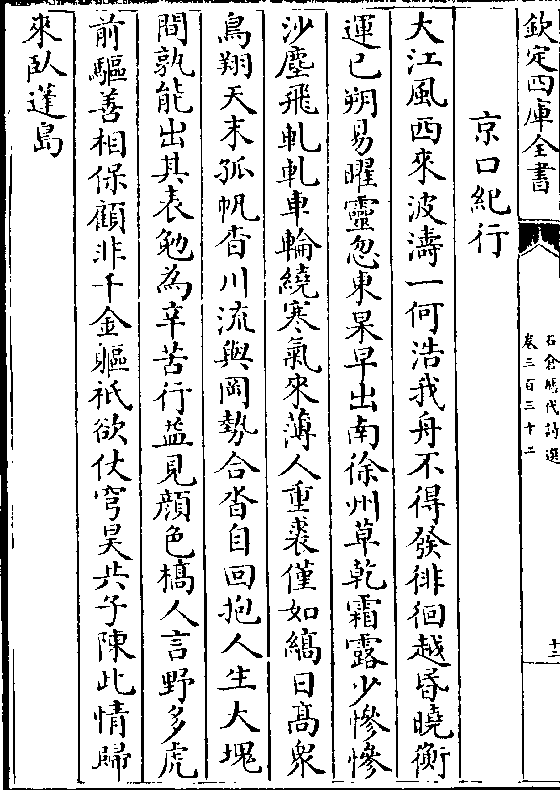 欽定四庫全書
石倉歷代詩選
卷三百三十二
十二
京口紀行
大江風西來波濤一何浩我舟不得發徘徊越昏曉衡
運已朔易曜靈忽東杲早出南徐州草乾霜露少慘慘
沙塵飛軋軋車輪繞寒氣來薄人重裘僅如縞日髙衆
鳥翔天末孤帆杳川流與岡勢合沓自回抱人生大塊
間孰能出其表勉為辛苦行益見顔色槁人言野多虎
前驅善相保顧非千金軀祇欲仗穹昊共子陳此情歸
來臥蓬島